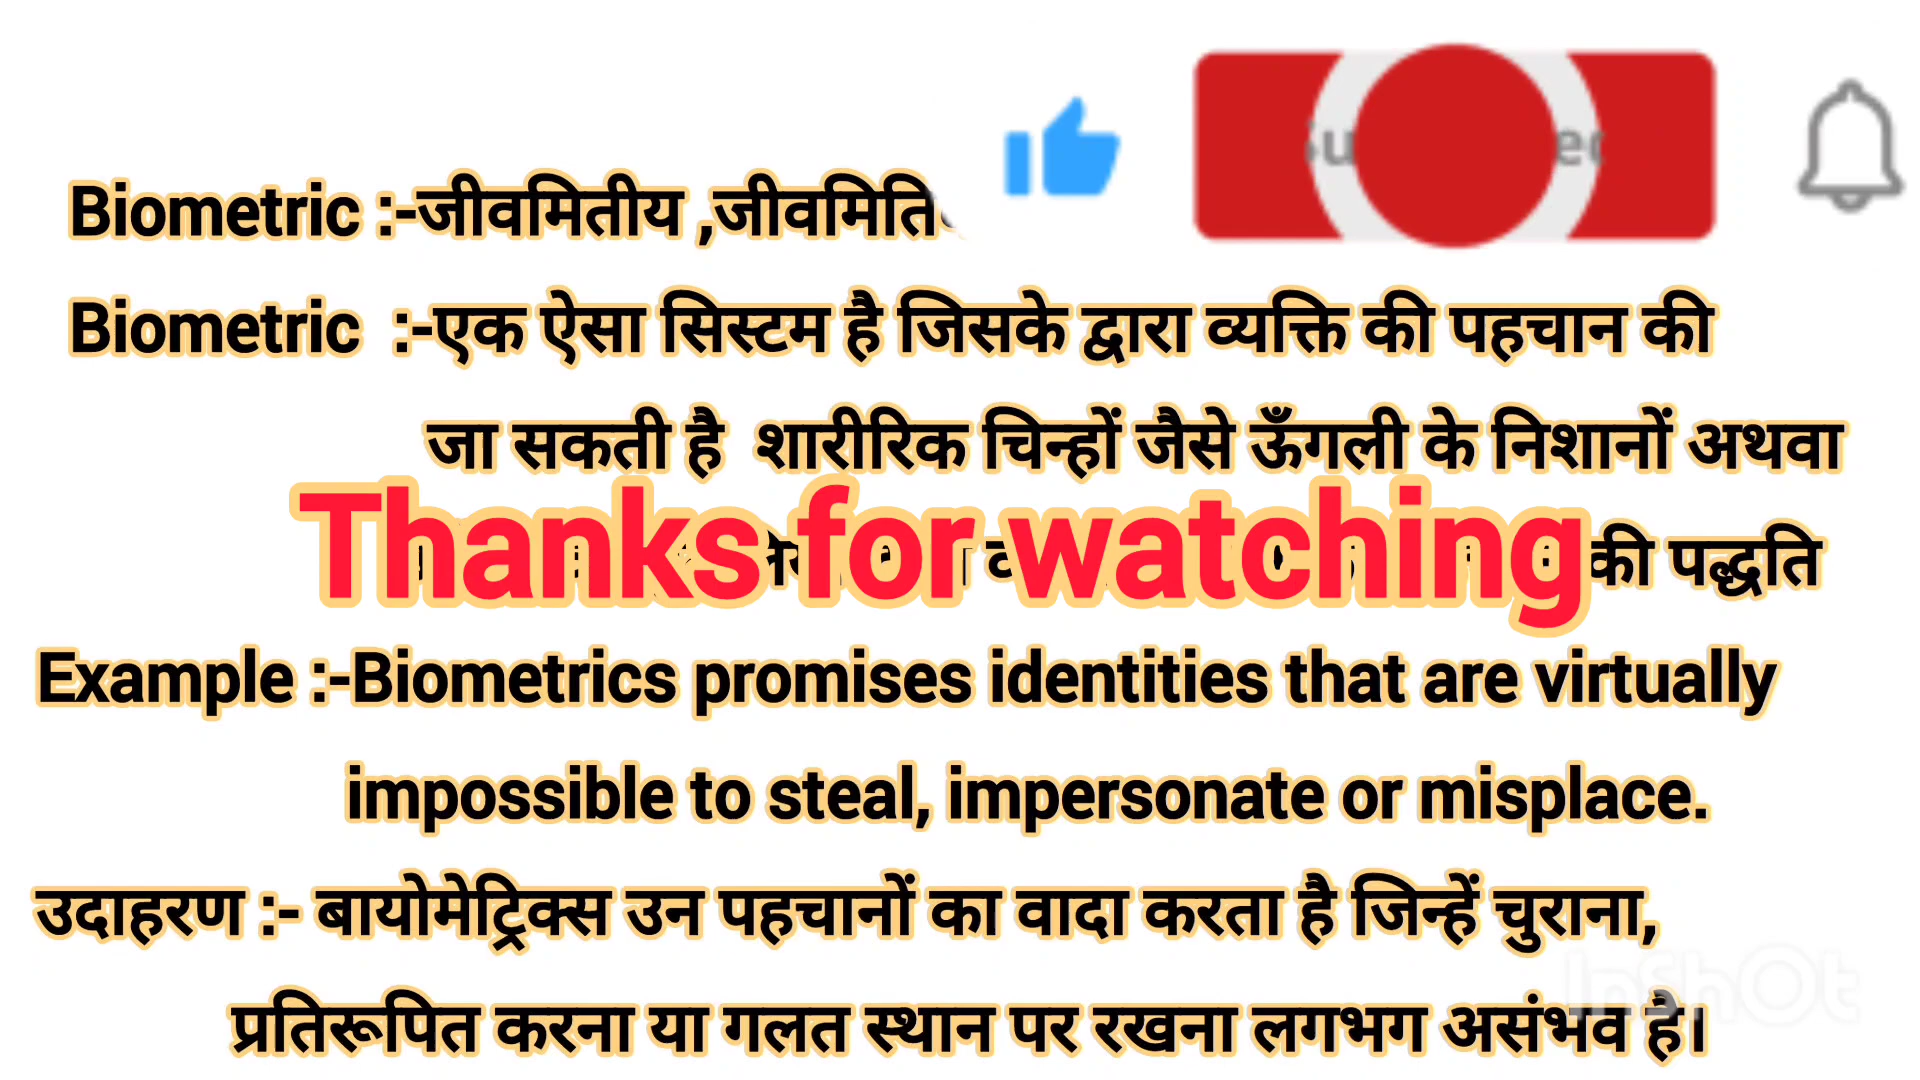 Biometric :-जीवमितीय ,
Biometric :-एक ऐसा सिस्टम है जिसके द्वारा व्यक्ति की पहचान की
जा सकती है शारीरिक चिन्हों जैसे ऊँगली के निशानों अथवा
Thanks for watching
की पद्धति
Example :-Biometrics promises identities that are virtually
impossible to steal, impersonate or misplace.
उदाहरण :- बायोमेट्रिक्स उन पहचानों का वादा करता है जिन्हें चुराना,
प्रतिरूपित करना या गलत स्थान पर रखना लगभग असंभव है।
InShOt